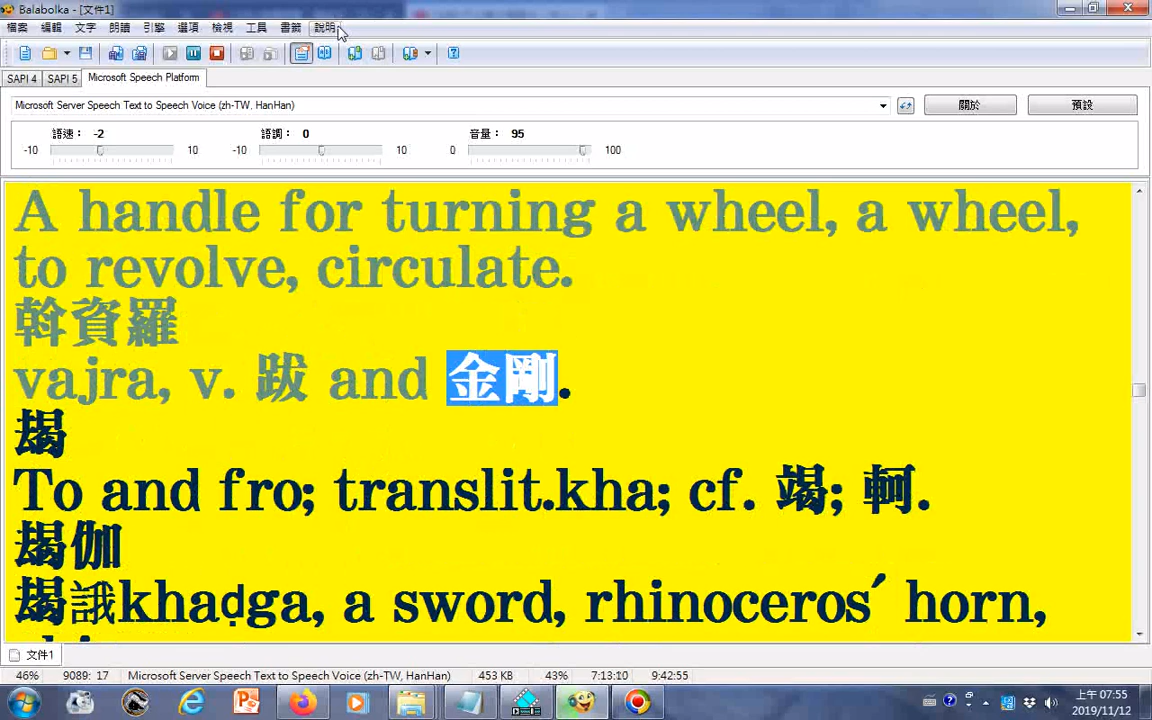 Balabolka - [文件1]
檔案 編輯 文字 朗讀 引擎 選項 檢視 工具 書籤 說明
SAPI 4 SAPI 5 Microsoft Speech Platform
Microsoft Server Speech Text to Speech Voice (zh-TW, HanHan) 關於 預設
語速： -2 語調： 0 音量： 95
-10 10 -10 10 0 100
A handle for turning a wheel, a wheel,
to revolve, circulate.
斡資羅
vajra, v. 跋 and 金剛.
朅
To and fro; translit.kha; cf. 竭; 軻.
朅伽
朅誐khaḍga, a sword, rhinoceros′ horn,
文件1
46% 9089: 17 Microsoft Server Speech Text to Speech Voice (zh-TW, HanHan) 453 KB 43% 7:13:10 9:42:55
上午 07:55
2019/11/12